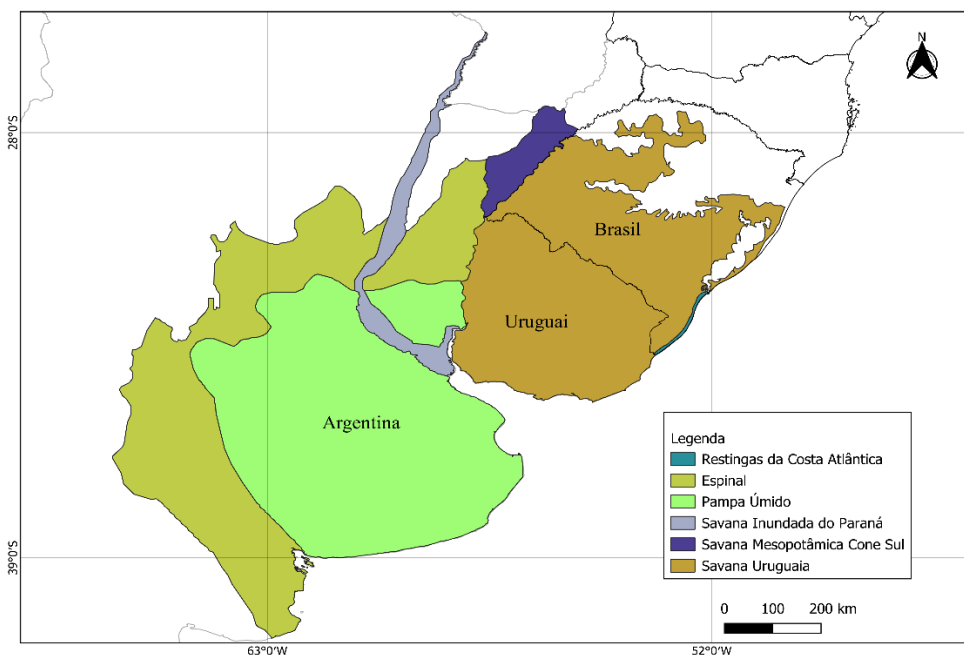 N
28°0'S
Brasil
Uruguai
Argentina
Legenda
Restingas da Costa Atlântica
Espinal
Pampa Úmido
Savana Inundada do Paraná
Savana Mesopotâmica Cone Sul
Savana Uruguaia
39°0'S
0 100 200 km
63°0'W 52°0'W